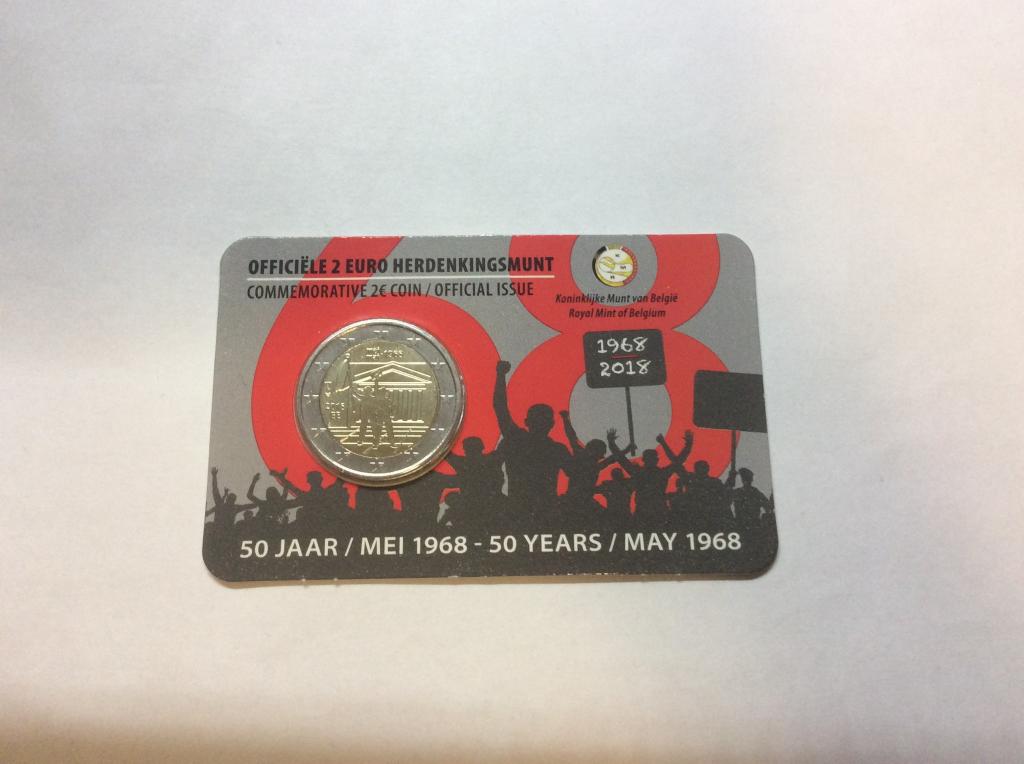 OFFICIËLE 2 EURO HERDENKINGSMUNT
COMMEMORATIVE 2€ COIN / OFFICIAL ISSUE
Koninklijke Munt van België
Royal Mint of Belgium
68
1968
2018
50 JAAR / MEI 1968 - 50 YEARS / MAY 1968